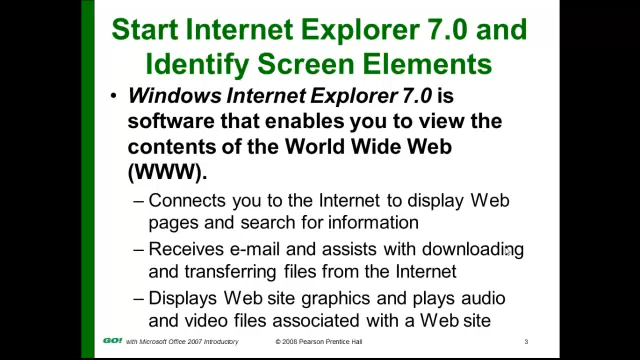 Start Internet Explorer 7.0 and
Identify Screen Elements
• Windows Internet Explorer 7.0 is
software that enables you to view the
contents of the World Wide Web
(WWW).
– Connects you to the Internet to display Web
pages and search for information
– Receives e-mail and assists with downloading
and transferring files from the Internet
– Displays Web site graphics and plays audio
and video files associated with a Web site
GO! with Microsoft Office 2007 Introductory © 2008 Pearson Prentice Hall 3